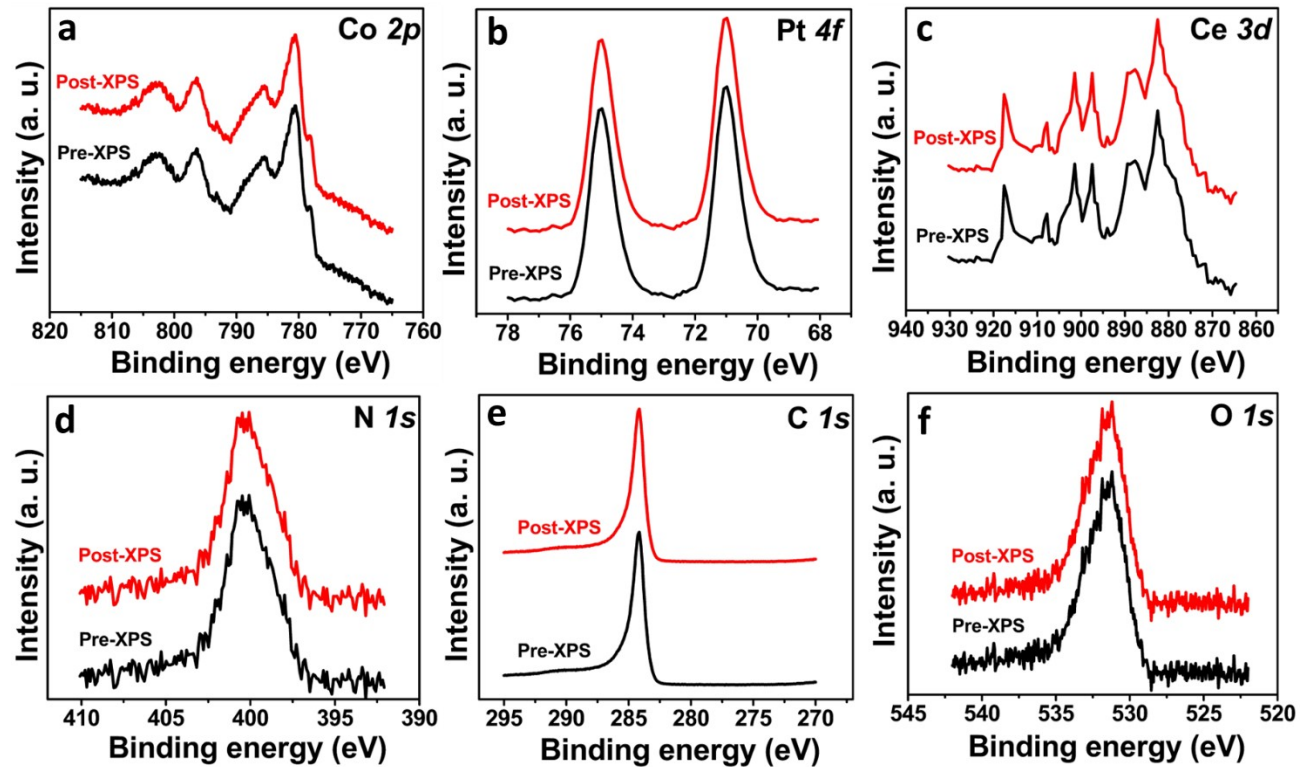 a
Co 2p
Post-XPS
Pre-XPS
Intensity (a. u.)
820 810 800 790 780 770 760
Binding energy (eV)
b
Pt 4f
Post-XPS
Pre-XPS
Intensity (a. u.)
78 76 74 72 70 68
Binding energy (eV)
c
Ce 3d
Post-XPS
Pre-XPS
Intensity (a. u.)
940 930 920 910 900 890 880 870 860
Binding energy (eV)
d
N 1s
Post-XPS
Pre-XPS
Intensity (a. u.)
410 405 400 395 390
Binding energy (eV)
e
C 1s
Post-XPS
Pre-XPS
Intensity (a. u.)
295 290 285 280 275 270
Binding energy (eV)
f
O 1s
Post-XPS
Pre-XPS
Intensity (a. u.)
545 540 535 530 525 520
Binding energy (eV)